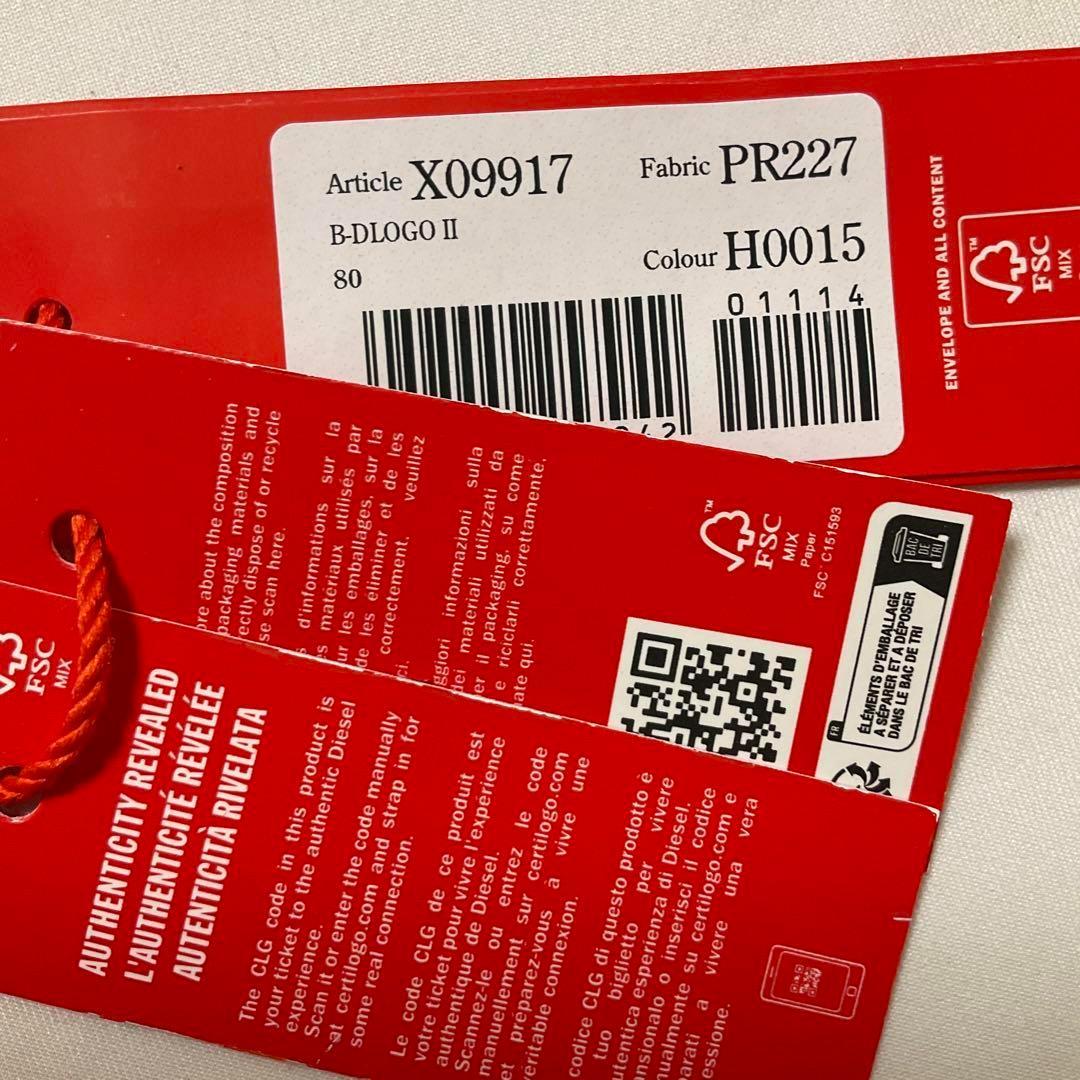 Article X09917
Fabric PR227
B-DLOGO II
Colour H0015
80
01114
942
ENVELOPE AND ALL CONTENT
FSC
MIX
about the composition
packaging materials and
dispose of or recycle
scan here.
d'informations sur la
matériaux utilisés par
les emballages, sur la
de les éliminer et de les
correctement, veuillez
informazioni sulla
dei materiali utilizzati da
er il packaging, su come
e riciclarli correttamente,
qui.
FSC
MIX
Paper
FSC® C151593
FR
ÉLÉMENTS D'EMBALLAGE
A SÉPARER ET A DÉPOSER
DANS LE BAC DE TRI
BAC
DE
TRI
FSC
MIX
AUTHENTICITY REVEALED
L'AUTHENTICITÉ RÉVÉLÉE
AUTENTICITÀ RIVELATA
The CLG code in this product is
your ticket to the authentic Diesel
experience.
Scan it or enter the code manually
at certilogo.com and strap in for
some real connection.
Le code CLG de ce produit est
votre ticket pour vivre l'expérience
authentique de Diesel.
Scannez-le ou entrez le code
manuellement sur certilogo.com
et préparez-vous à vivre une
véritable connexion.
codice CLG di questo prodotto è
tuo biglietto per vivere
autentica esperienza di Diesel.
o inserisci il codice
su certilogo.com e
a vivere una vera